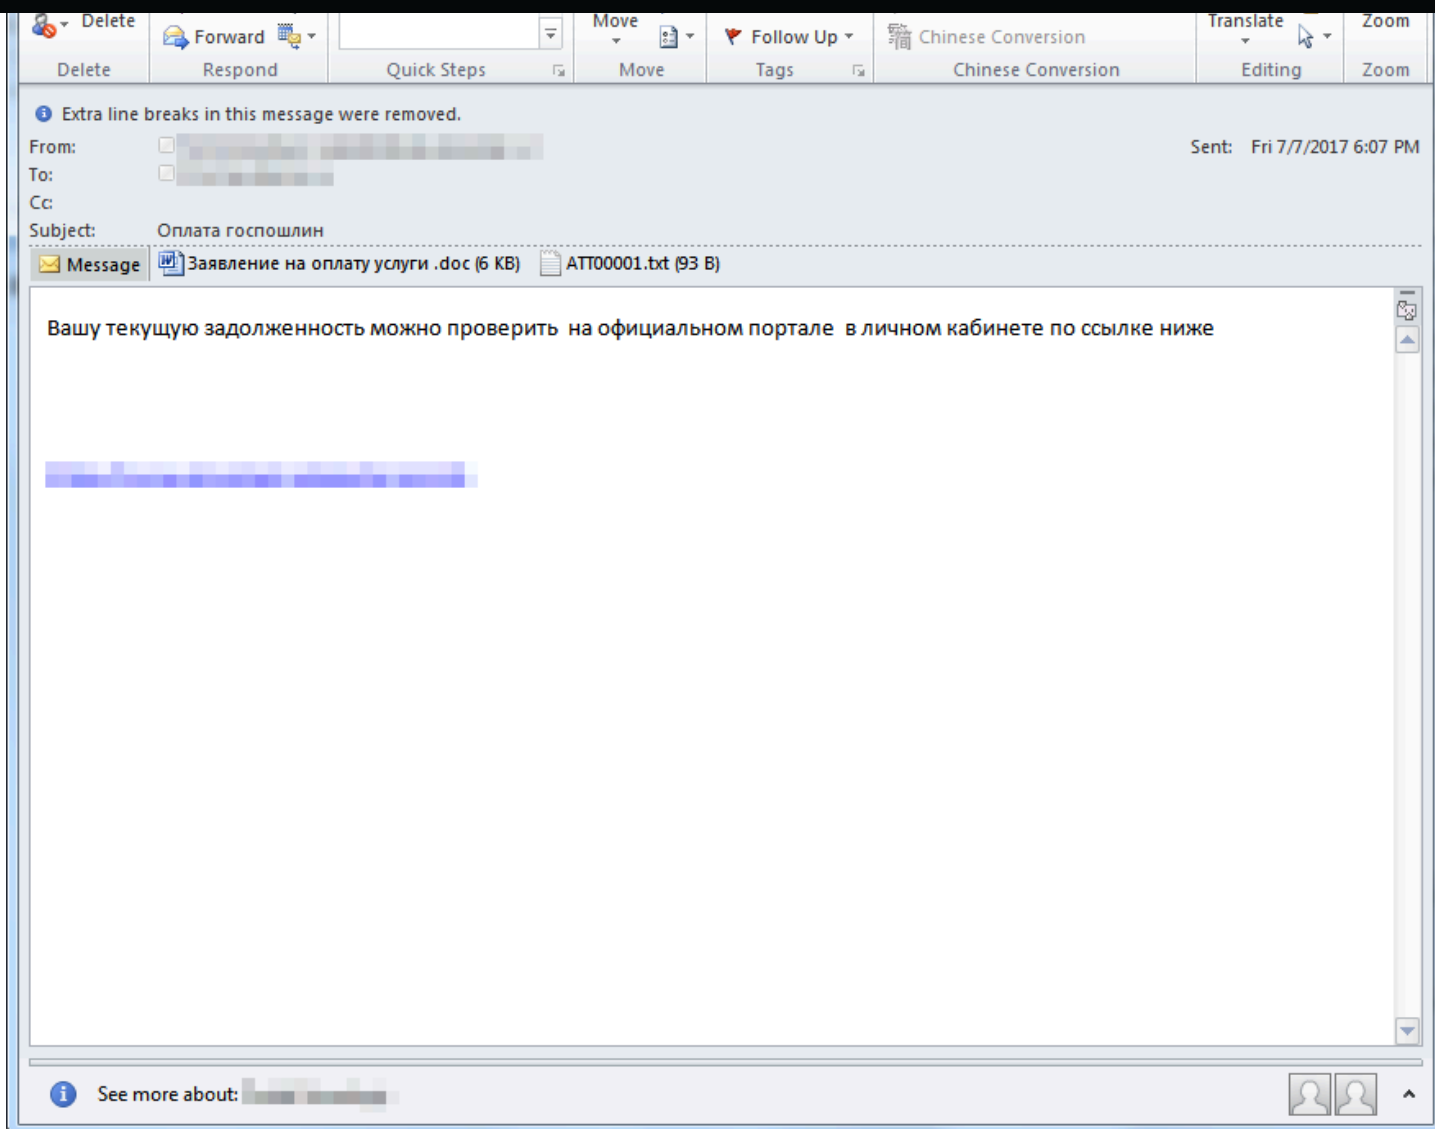 Delete
Forward
Move
Follow Up
Chinese Conversion
Translate
Zoom
Delete
Respond
Quick Steps
Move
Tags
Chinese Conversion
Editing
Zoom
Extra line breaks in this message were removed.
From:
Sent: Fri 7/7/2017 6:07 PM
To:
Cc:
Subject: Оплата госпошлин
Message Заявление на оплату услуги .doc (6 KB) ATT00001.txt (93 B)
Вашу текущую задолженность можно проверить  на официальном портале  в личном кабинете по ссылке ниже
See more about: